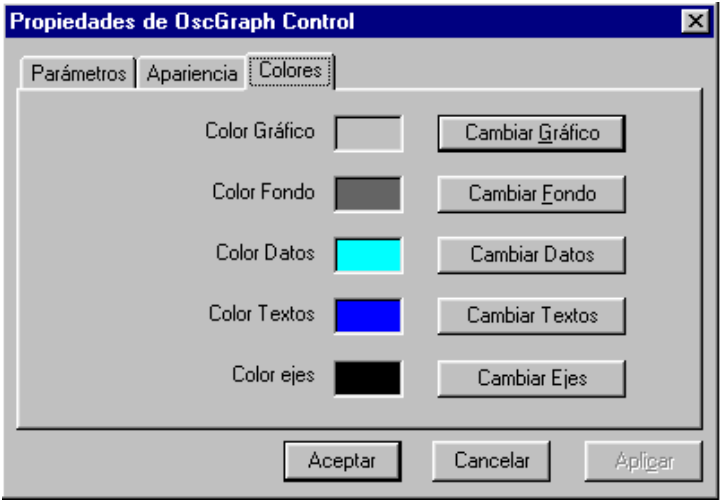 Propiedades de OscGraph Control
Parámetros Apariencia Colores
Color Gráfico Cambiar Gráfico
Color Fondo Cambiar Fondo
Color Datos Cambiar Datos
Color Textos Cambiar Textos
Color ejes Cambiar Ejes
Aceptar Cancelar Aplicar